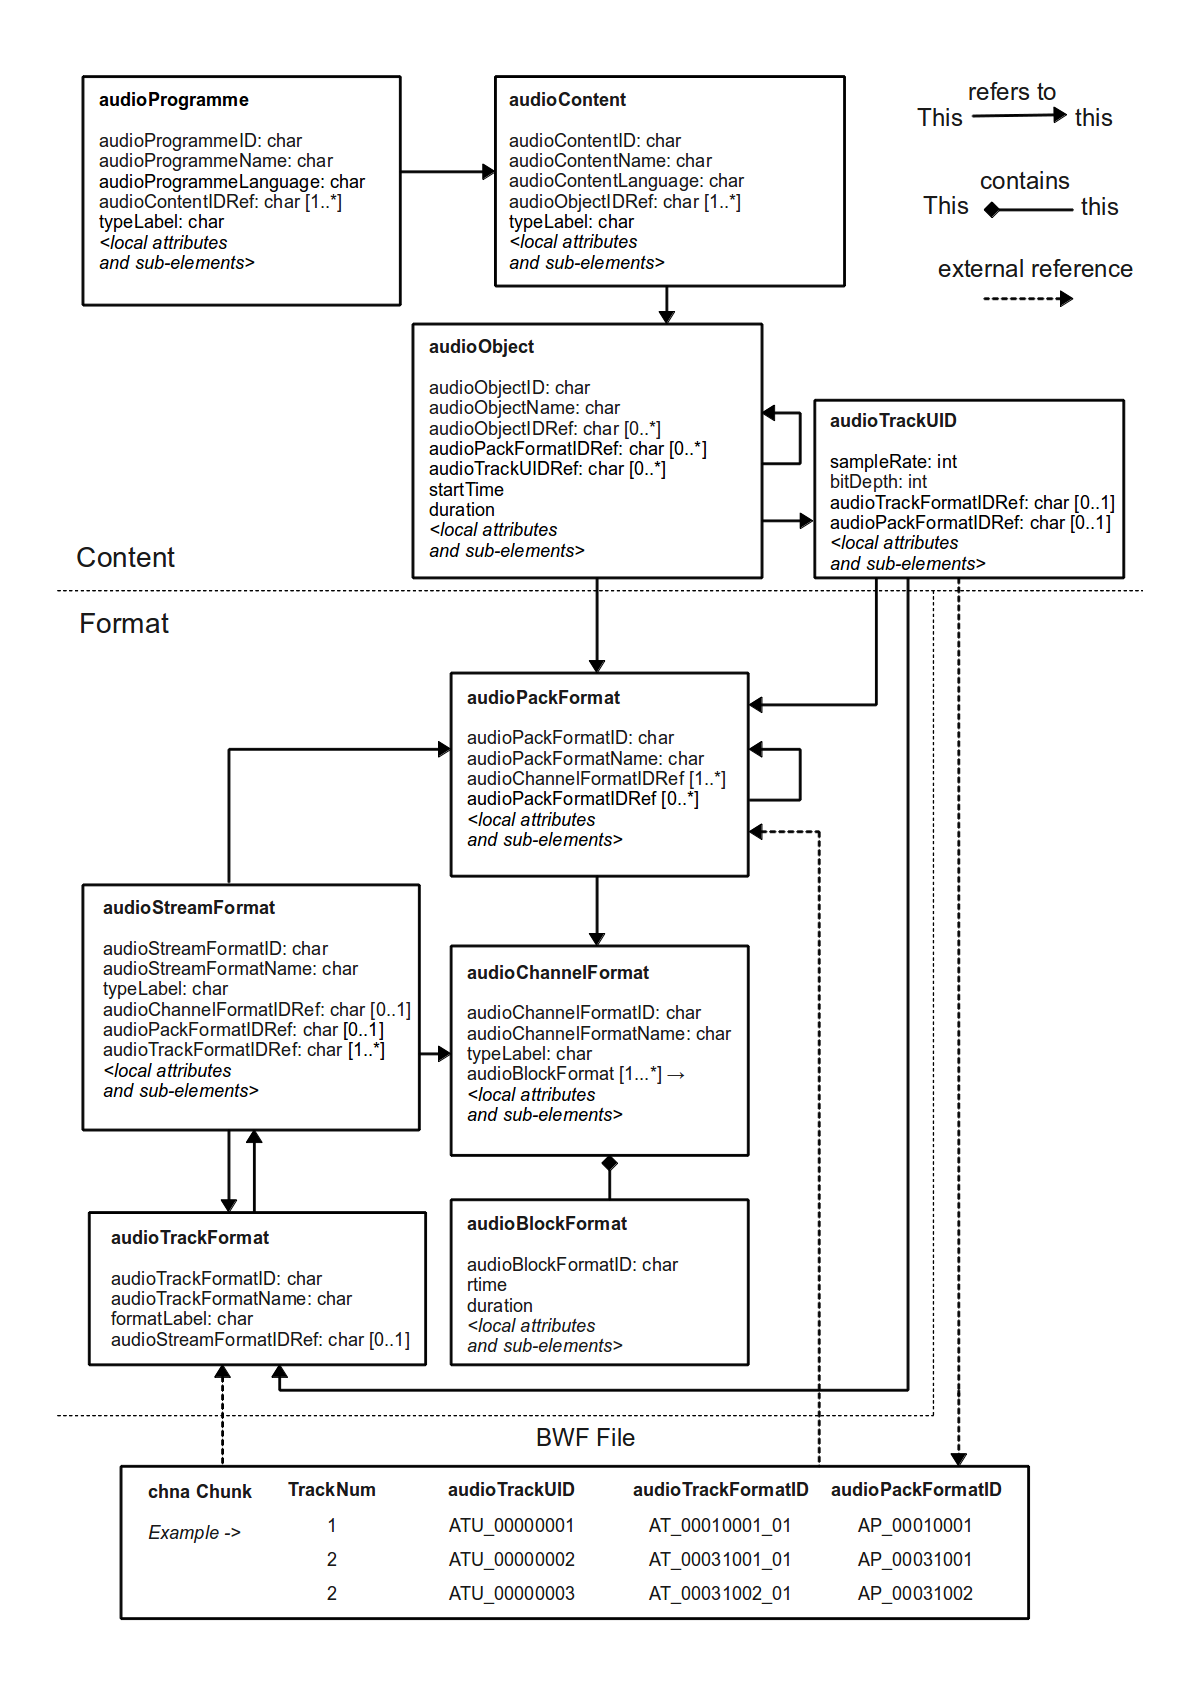 audioProgramme
audioProgrammeID: char
audioProgrammeName: char
audioProgrammeLanguage: char
audioContentIDRef: char [1..*]
typeLabel: char
<local attributes
and sub-elements>
audioContent
audioContentID: char
audioContentName: char
audioContentLanguage: char
audioObjectIDRef: char [1..*]
typeLabel: char
<local attributes
and sub-elements>
refers to
This this
contains
This this
external reference
audioObject
audioObjectID: char
audioObjectName: char
audioObjectIDRef: char [0..*]
audioPackFormatIDRef: char [0..*]
audioTrackUIDRef: char [0..*]
startTime
duration
<local attributes
and sub-elements>
audioTrackUID
sampleRate: int
bitDepth: int
audioTrackFormatIDRef: char [0..1]
audioPackFormatIDRef: char [0..1]
<local attributes
and sub-elements>
Content
Format
audioPackFormat
audioPackFormatID: char
audioPackFormatName: char
audioChannelFormatIDRef [1..*]
audioPackFormatIDRef [0..*]
<local attributes
and sub-elements>
audioStreamFormat
audioStreamFormatID: char
audioStreamFormatName: char
typeLabel: char
audioChannelFormatIDRef: char [0..1]
audioPackFormatIDRef: char [0..1]
audioTrackFormatIDRef: char [1..*]
<local attributes
and sub-elements>
audioChannelFormat
audioChannelFormatID: char
audioChannelFormatName: char
typeLabel: char
audioBlockFormat [1...*] →
<local attributes
and sub-elements>
audioTrackFormat
audioTrackFormatID: char
audioTrackFormatName: char
formatLabel: char
audioStreamFormatIDRef: char [0..1]
audioBlockFormat
audioBlockFormatID: char
rtime
duration
<local attributes
and sub-elements>
BWF File
chna Chunk TrackNum audioTrackUID audioTrackFormatID audioPackFormatID
Example -> 1 ATU_00000001 AT_00010001_01 AP_00010001
2 ATU_00000002 AT_00031001_01 AP_00031001
2 ATU_00000003 AT_00031002_01 AP_00031002